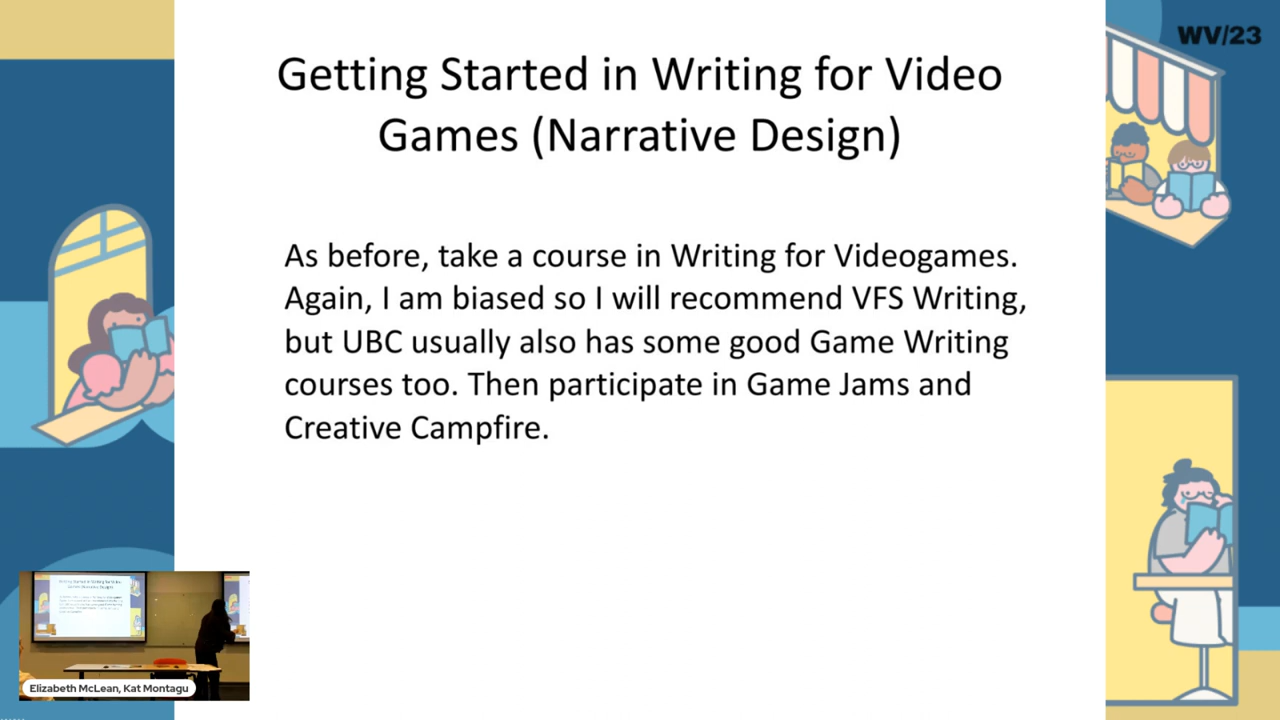 WV/23
Getting Started in Writing for Video
Games (Narrative Design)
As before, take a course in Writing for Videogames.
Again, I am biased so I will recommend VFS Writing,
but UBC usually also has some good Game Writing
courses too. Then participate in Game Jams and
Creative Campfire.
Elizabeth McLean, Kat Montagu